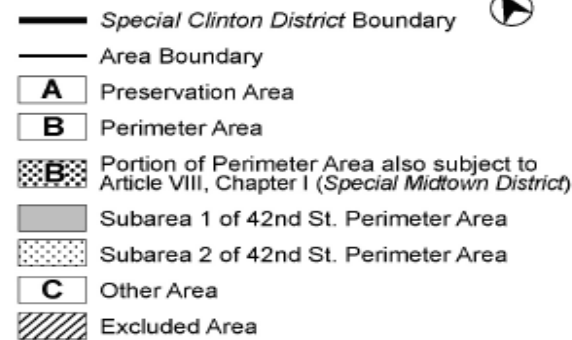 Special Clinton District Boundary
Area Boundary
A Preservation Area
B Perimeter Area
B Portion of Perimeter Area also subject to
Article VIII, Chapter I (Special Midtown District)
Subarea 1 of 42nd St. Perimeter Area
Subarea 2 of 42nd St. Perimeter Area
C Other Area
Excluded Area